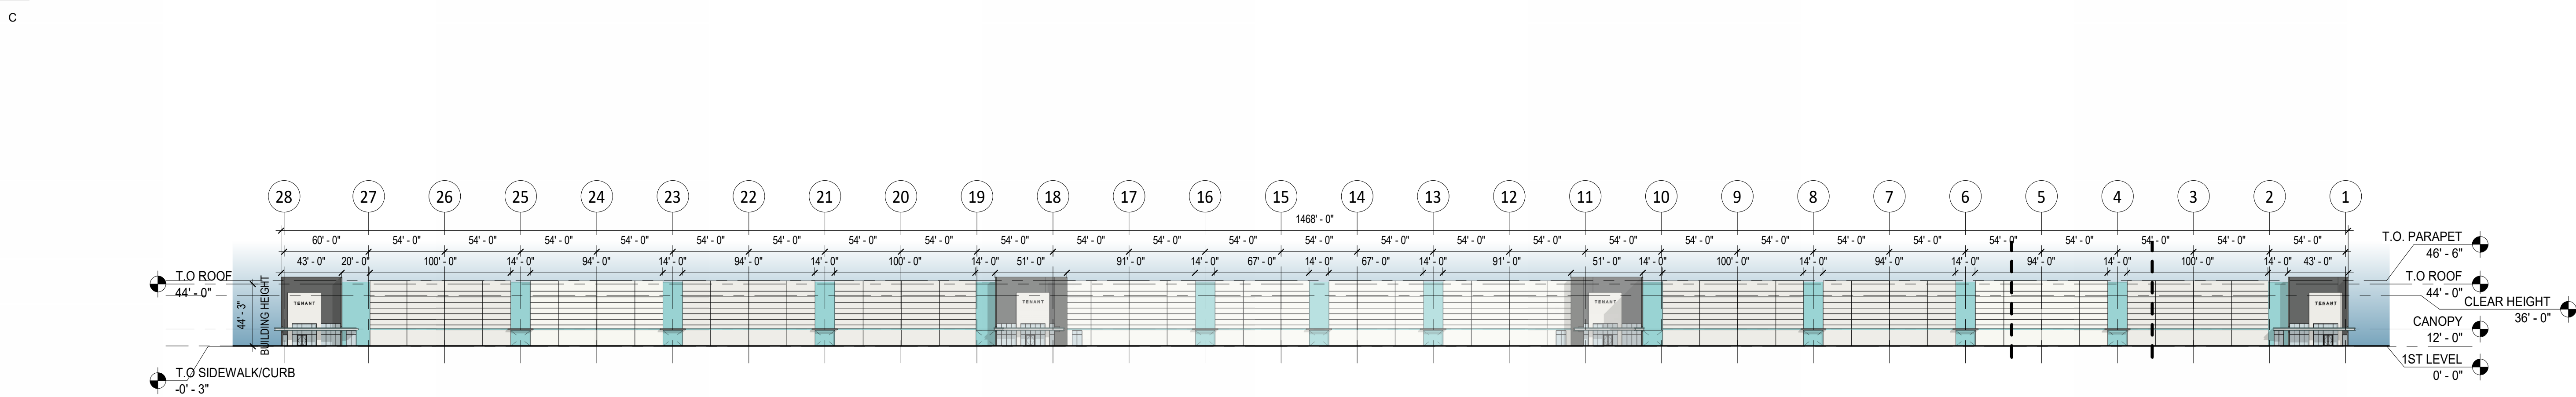 C
28 27 26 25 24 23 22 21 20 19 18 17 16 15 14 13 12 11 10 9 8 7 6 5 4 3 2 1
1468' - 0"
60' - 0" 54' - 0" 54' - 0" 54' - 0" 54' - 0" 54' - 0" 54' - 0" 54' - 0" 54' - 0" 54' - 0" 54' - 0" 54' - 0" 54' - 0" 54' - 0" 54' - 0" 54' - 0" 54' - 0" 54' - 0" 54' - 0" 54' - 0" 54' - 0" 54' - 0" 54' - 0" 54' - 0" 54' - 0" 54' - 0" 54' - 0"
43' - 0" 20' - 0" 100' - 0" 14' - 0" 94' - 0" 14' - 0" 94' - 0" 14' - 0" 100' - 0" 14' - 0" 51' - 0" 91' - 0" 14' - 0" 67' - 0" 14' - 0" 67' - 0" 14' - 0" 91' - 0" 51' - 0" 14' - 0" 100' - 0" 14' - 0" 94' - 0" 14' - 0" 94' - 0" 14' - 0" 100' - 0" 14' - 0" 43' - 0"
T.O ROOF
44' - 0"
44' - 3"
BUILDING HEIGHT
T.O SIDEWALK/CURB
-0' - 3"
TENANT
TENANT
TENANT
TENANT
T.O. PARAPET
46' - 6"
T.O ROOF
44' - 0"
CLEAR HEIGHT
36' - 0"
CANOPY
12' - 0"
1ST LEVEL
0' - 0"